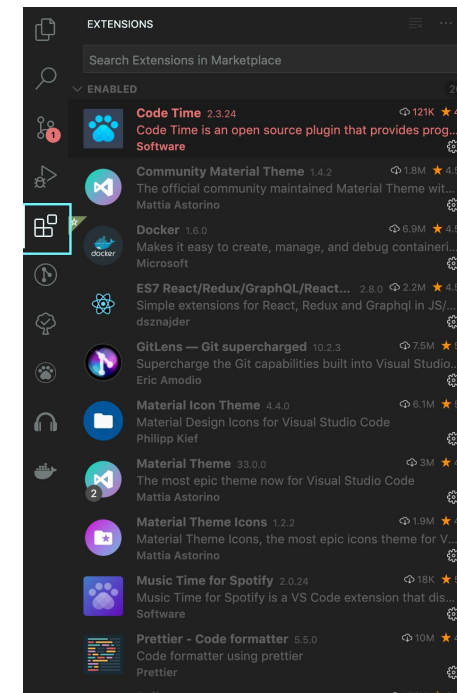 EXTENSIONS
Search Extensions in Marketplace
ENABLED
Code Time 2.3.24 121K
Code Time is an open source plugin that provides prog...
Software
1
Community Material Theme 1.4.2 1.8M 4.5
The official community maintained Material Theme wit...
Mattia Astorino
Docker 1.6.0 6.9M 4.5
docker
Makes it easy to create, manage, and debug containeri...
Microsoft
ES7 React/Redux/GraphQL/React... 2.8.0 2.2M 4.5
Simple extensions for React, Redux and Graphql in JS/...
dsznajder
GitLens — Git supercharged 10.2.3 7.5M
Supercharge the Git capabilities built into Visual Studio...
Eric Amodio
Material Icon Theme 4.4.0 6.1M
Material Design Icons for Visual Studio Code
Philipp Kief
Material Theme 33.0.0 3M
The most epic theme now for Visual Studio Code
2
Mattia Astorino
Material Theme Icons 1.2.2 1.9M
Material Theme Icons, the most epic icons theme for V...
Mattia Astorino
Music Time for Spotify 2.0.24 18K
Music Time for Spotify is a VS Code extension that dis...
Software
Prettier - Code formatter 5.5.0 10M
Code formatter using prettier
Prettier